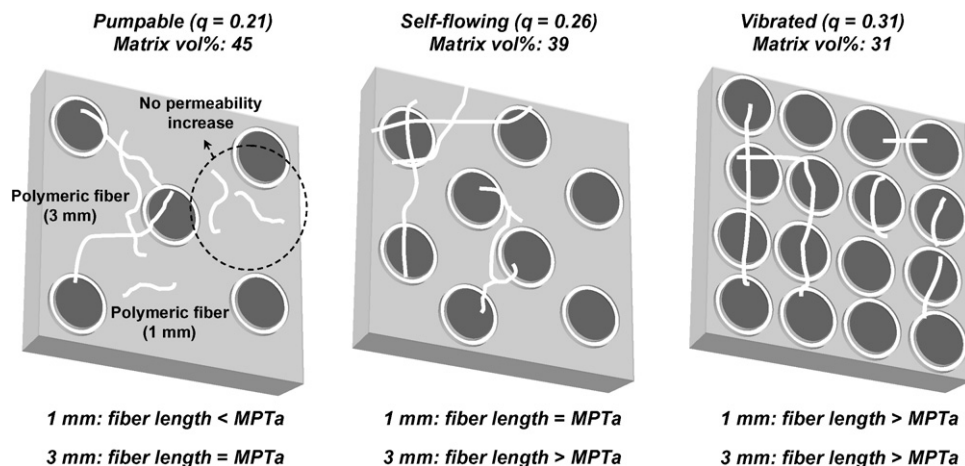 Pumpable (q = 0.21)
Matrix vol%: 45
Self-flowing (q = 0.26)
Matrix vol%: 39
Vibrated (q = 0.31)
Matrix vol%: 31
No permeability
increase
Polymeric fiber
(3 mm)
Polymeric fiber
(1 mm)
1 mm: fiber length < MPTa
3 mm: fiber length = MPTa
1 mm: fiber length = MPTa
3 mm: fiber length > MPTa
1 mm: fiber length > MPTa
3 mm: fiber length > MPTa